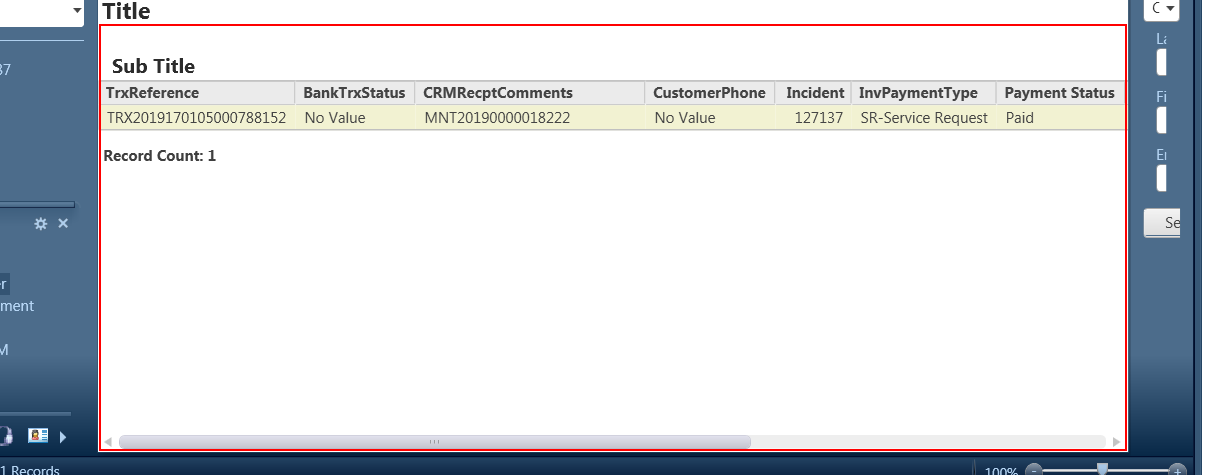 Title
C
37
La
Sub Title
TrxReference BankTrxStatus CRMRecptComments CustomerPhone Incident InvPaymentType Payment Status
Fi
TRX2019170105000788152 No Value MNT20190000018222 No Value 127137 SR-Service Request Paid
Record Count: 1
Se
er
ment
M
1 Records
100%